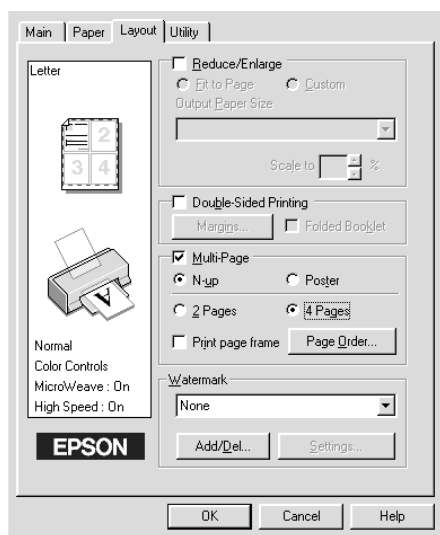 Main Paper Layout Utility
Letter
2
3 4
A
Normal
Color Controls
MicroWeave : On
High Speed : On
EPSON
Reduce/Enlarge
Fit to Page Custom
Output Paper Size
Scale to %
Double-Sided Printing
Margins... Folded Booklet
Multi-Page
N-up Poster
2 Pages 4 Pages
Print page frame Page Order...
Watermark
None
Add/Del... Settings...
OK Cancel Help